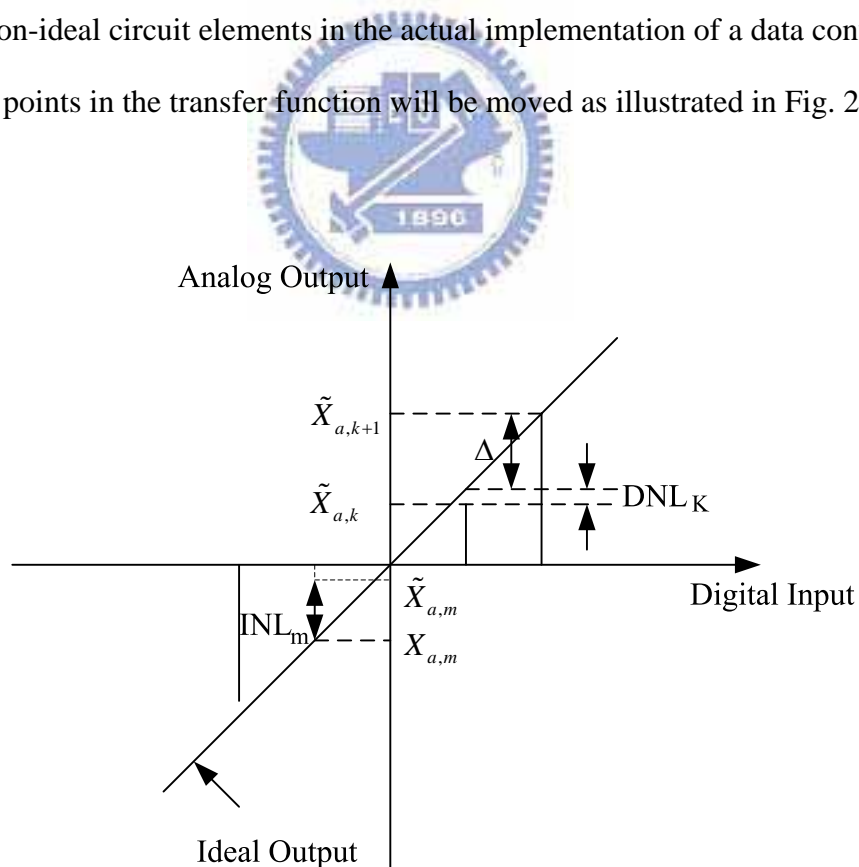 on-ideal circuit elements in the actual implementation of a data con
points in the transfer function will be moved as illustrated in Fig. 2
1896
Analog Output
X̃a,k+1
Δ
X̃a,k
DNL K
Digital Input
X̃a,m
INLm
Xa,m
Ideal Output